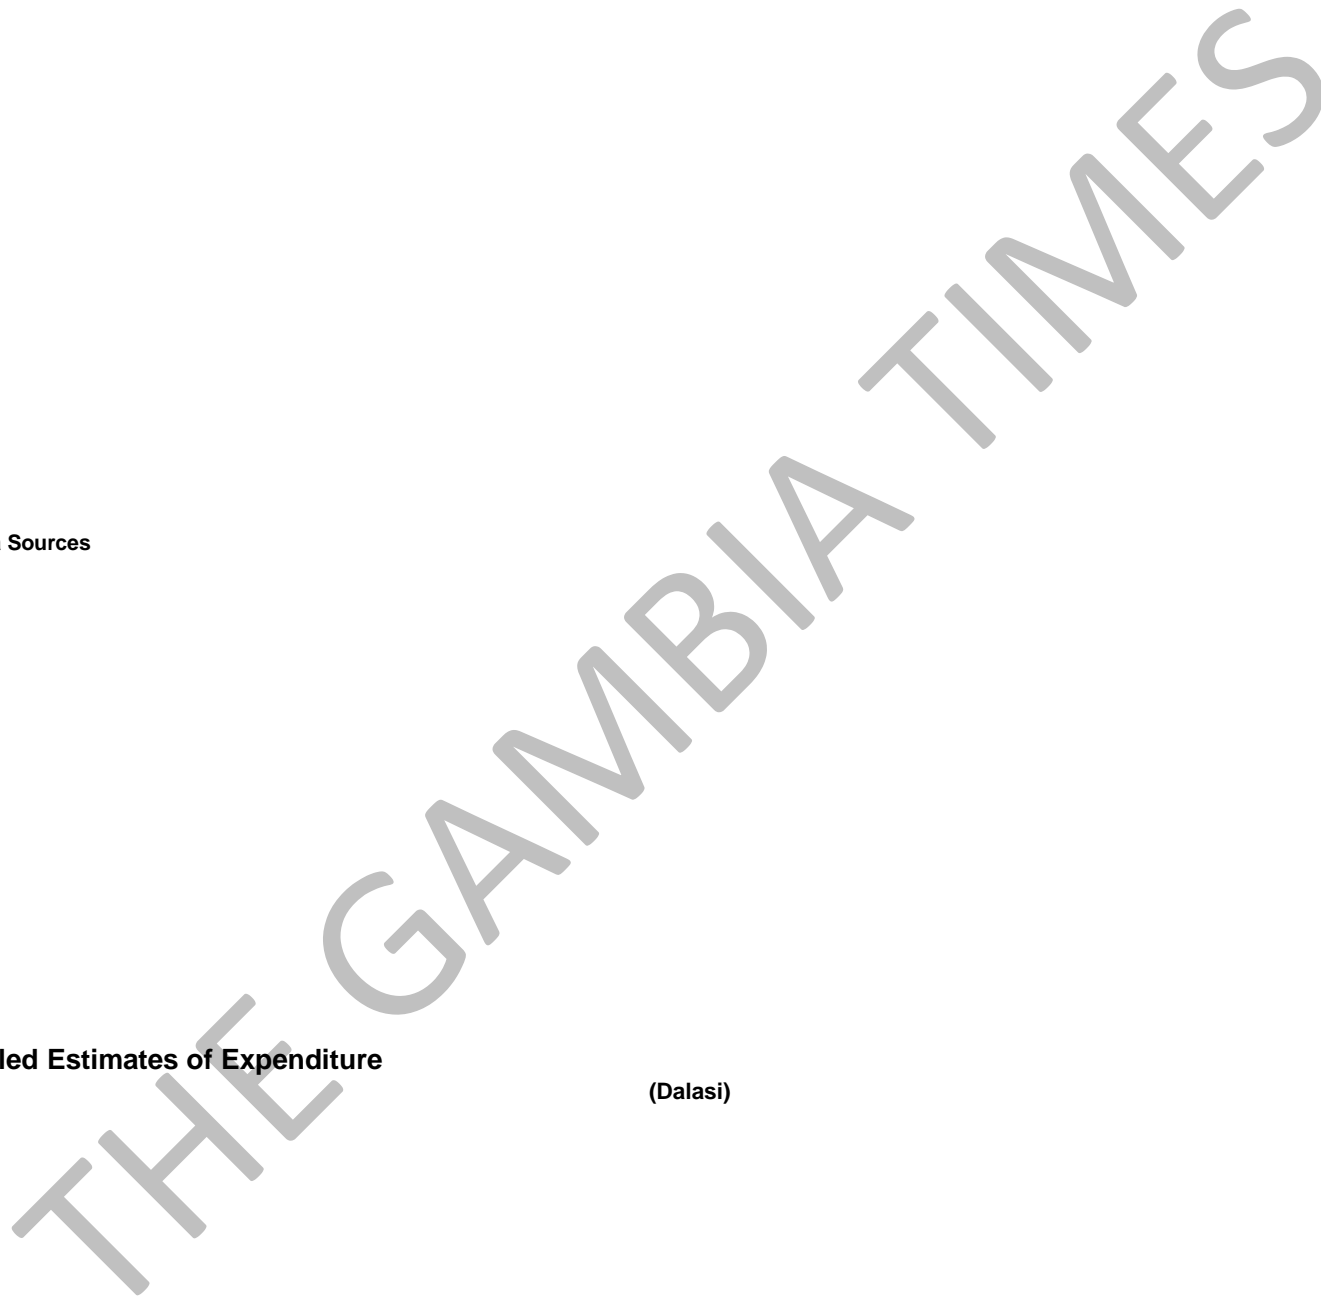 Sources
led Estimates of Expenditure
(Dalasi)
THE GAMBIA TIMES